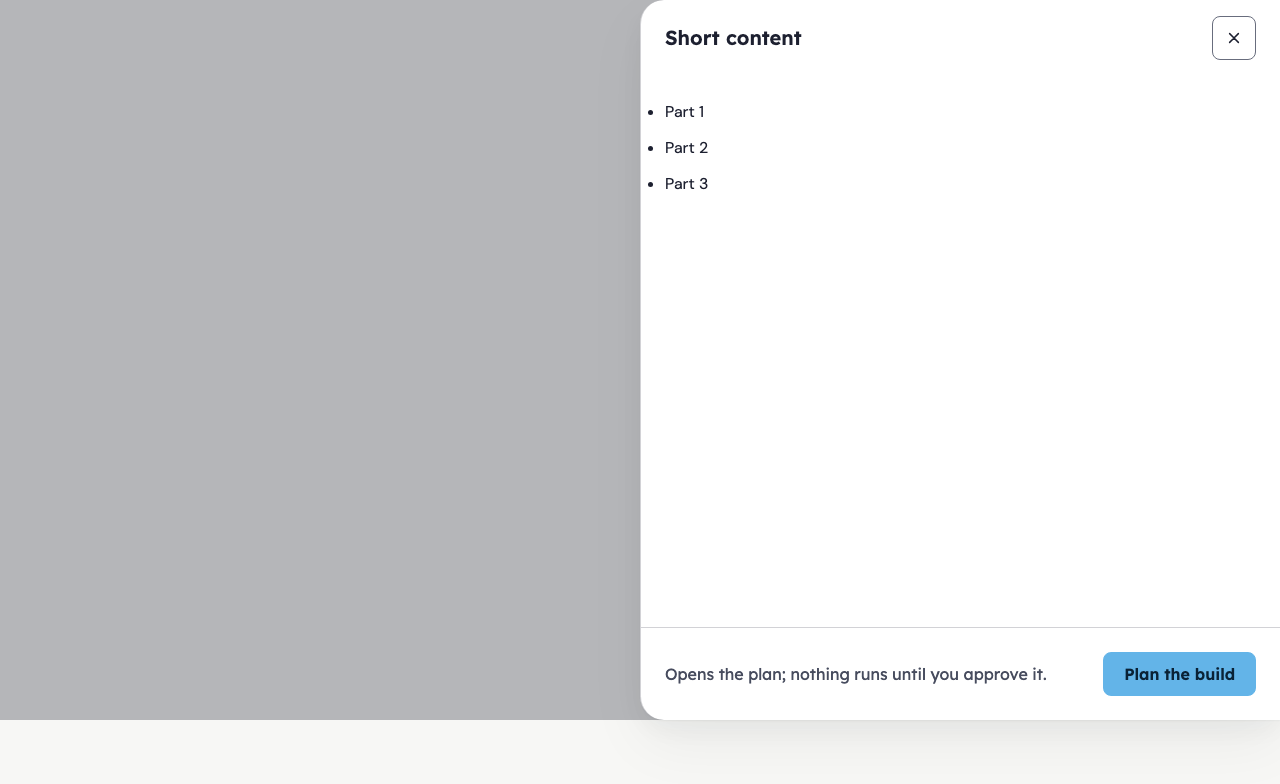 Short content
Part 1
Part 2
Part 3
Opens the plan; nothing runs until you approve it.
Plan the build